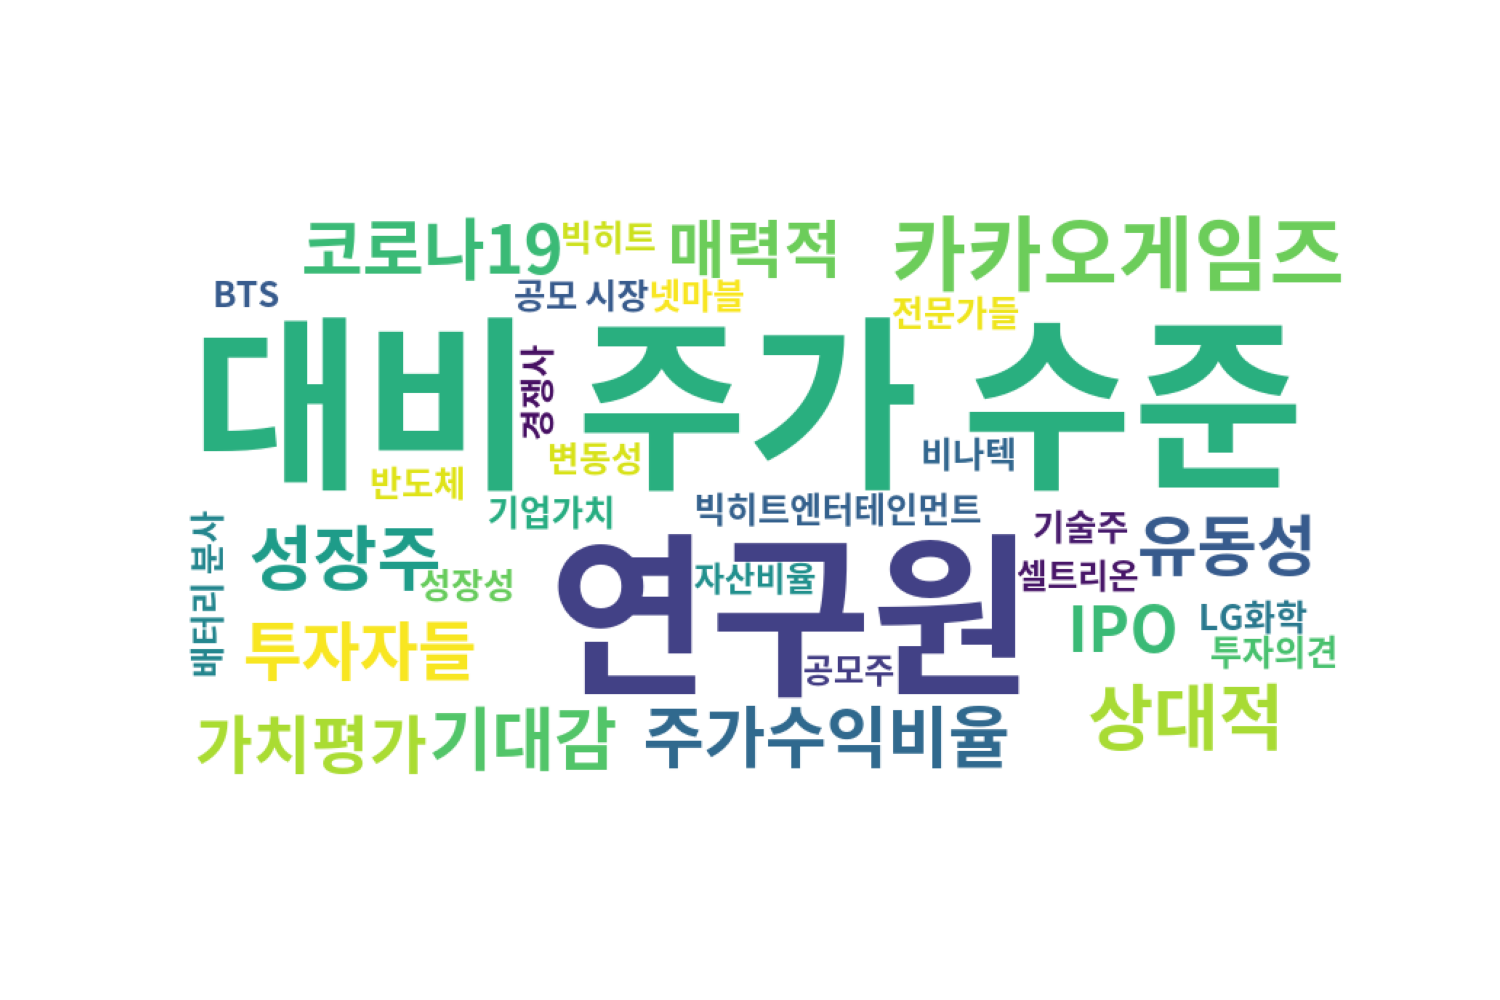 코로나19
빅히트
매력적
카카오게임즈
BTS
공모 시장
넷마블
전문가들
대비 주가 수준
경쟁사
변동성
비나텍
반도체
기업가치
빅히트엔터테인먼트
기술주
유동성
배터리 분사
성장주
성장성
연구원
자산비율
셀트리온
IPO
LG화학
투자의견
투자자들
공모주
가치평가
기대감
주가수익비율
상대적